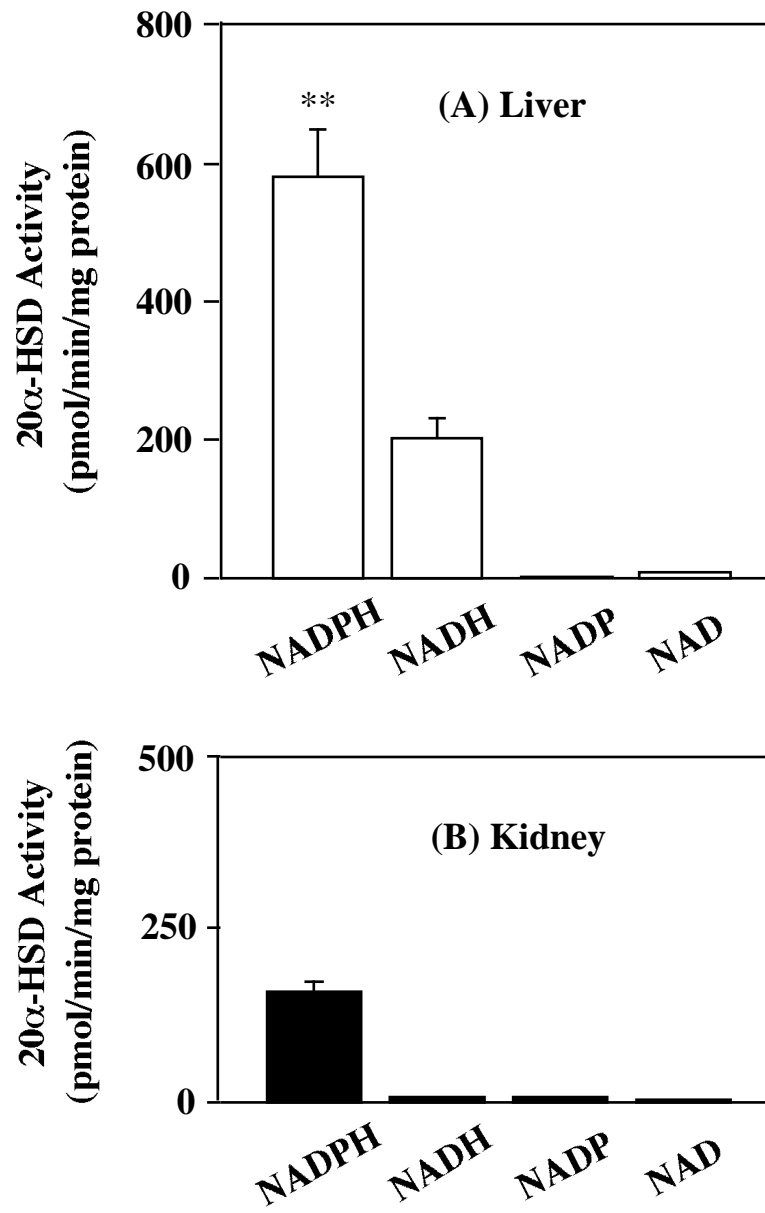 800
**
(A) Liver
600
400
200
0
20α-HSD Activity
(pmol/min/mg protein)
NADPH
NADH
NADP
NAD
500
(B) Kidney
250
0
20α-HSD Activity
(pmol/min/mg protein)
NADPH
NADH
NADP
NAD